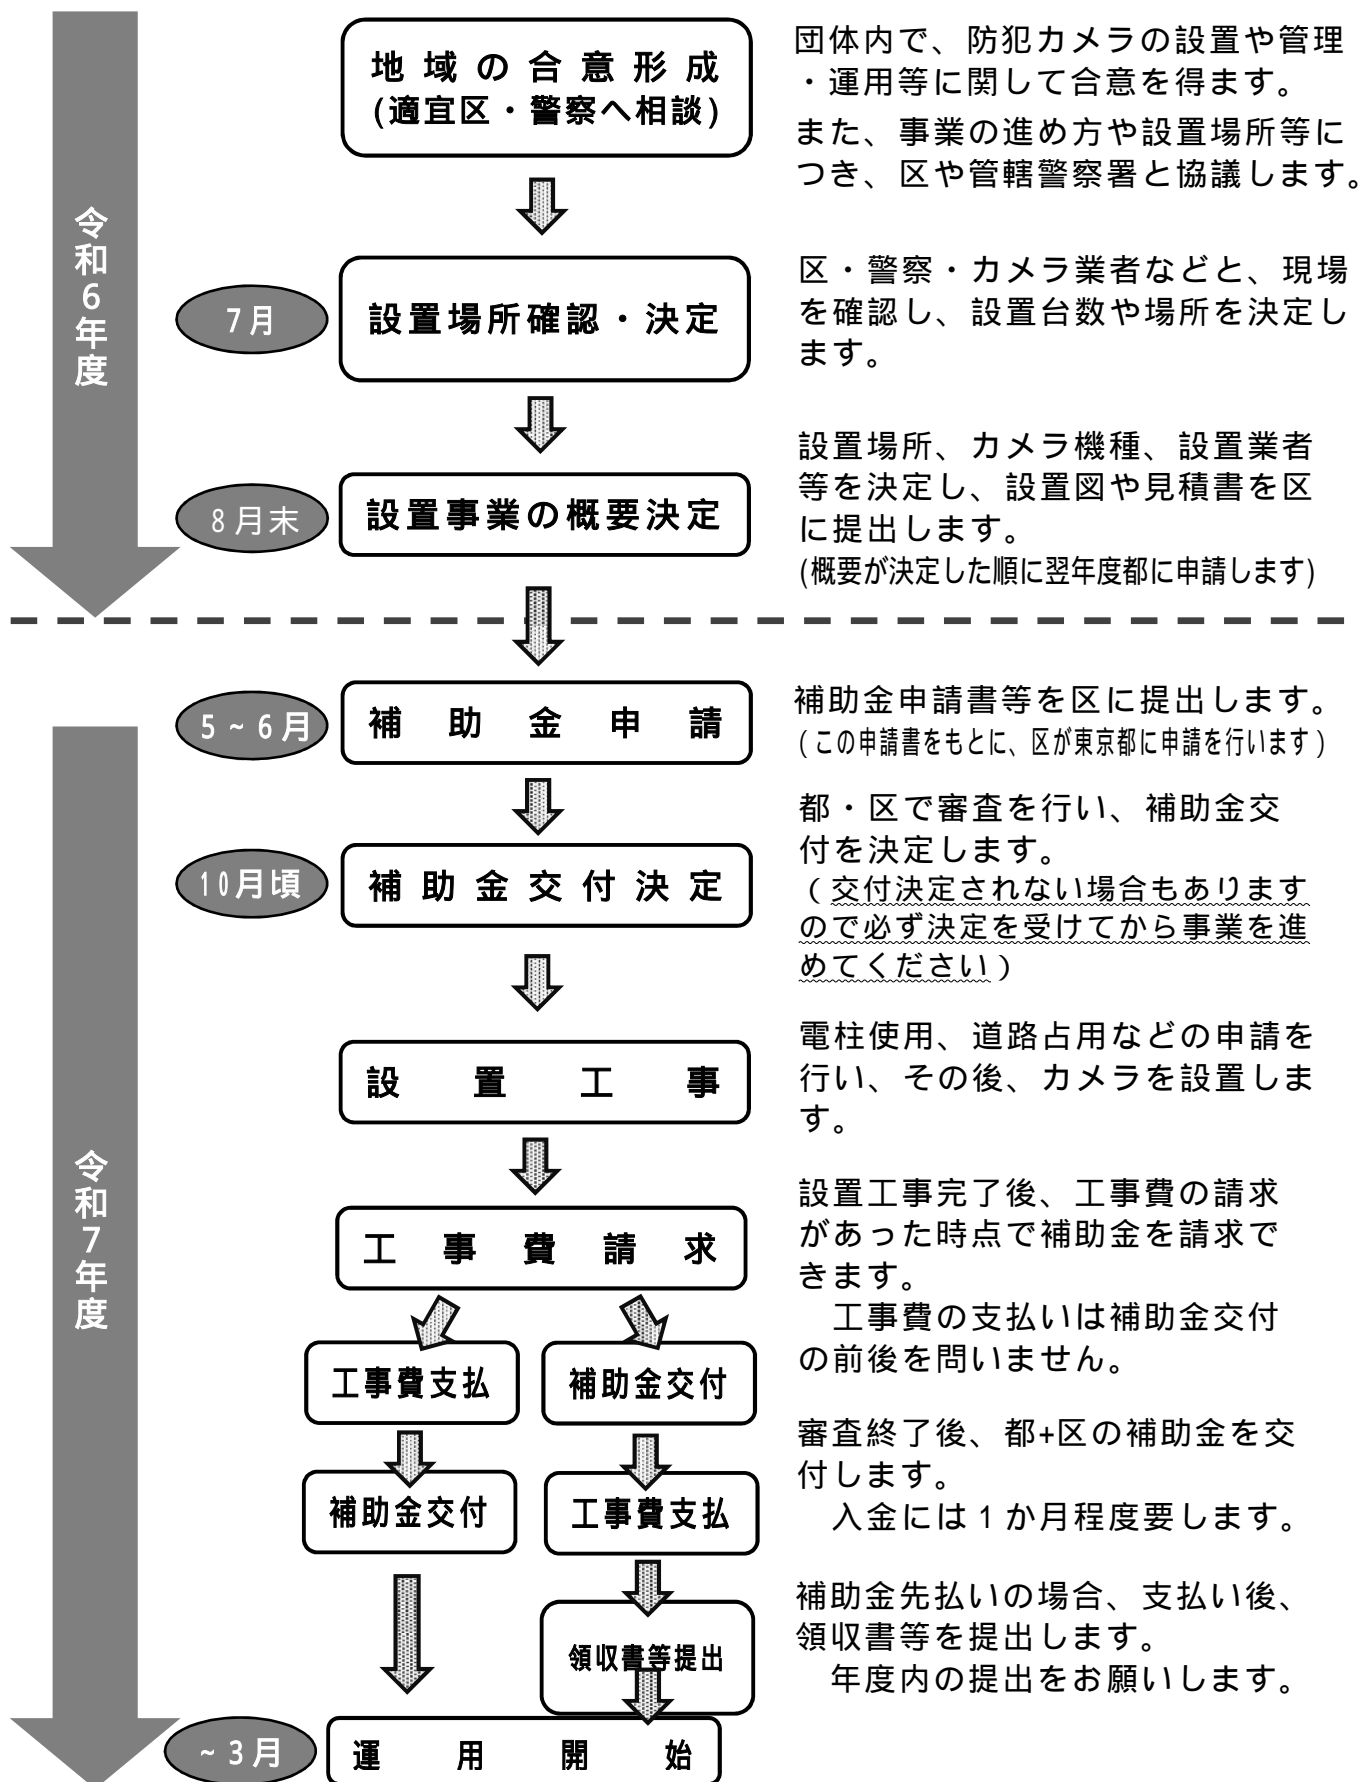 令和6年度
地域の合意形成
(適宜区・警察へ相談)
団体内で、防犯カメラの設置や管理
・運用等に関して合意を得ます。
また、事業の進め方や設置場所等に
つき、区や管轄警察署と協議します。
7月
設置場所確認・決定
区・警察・カメラ業者などと、現場
を確認し、設置台数や場所を決定し
ます。
8月末
設置事業の概要決定
設置場所、カメラ機種、設置業者
等を決定し、設置図や見積書を区
に提出します。
(概要が決定した順に翌年度都に申請します)
令和7年度
5~6月
補助金申請
補助金申請書等を区に提出します。
(この申請書をもとに、区が東京都に申請を行います)
10月頃
補助金交付決定
都・区で審査を行い、補助金交
付を決定します。
(交付決定されない場合もあります
ので必ず決定を受けてから事業を進
めてください)
設置工事
電柱使用、道路占用などの申請を
行い、その後、カメラを設置しま
す。
工事費請求
設置工事完了後、工事費の請求
があった時点で補助金を請求で
きます。
工事費の支払いは補助金交付
の前後を問いません。
工事費支払
補助金交付
補助金交付
工事費支払
審査終了後、都+区の補助金を交
付します。
入金には1か月程度要します。
領収書等提出
補助金先払いの場合、支払い後、
領収書等を提出します。
年度内の提出をお願いします。
~3月
運用開始